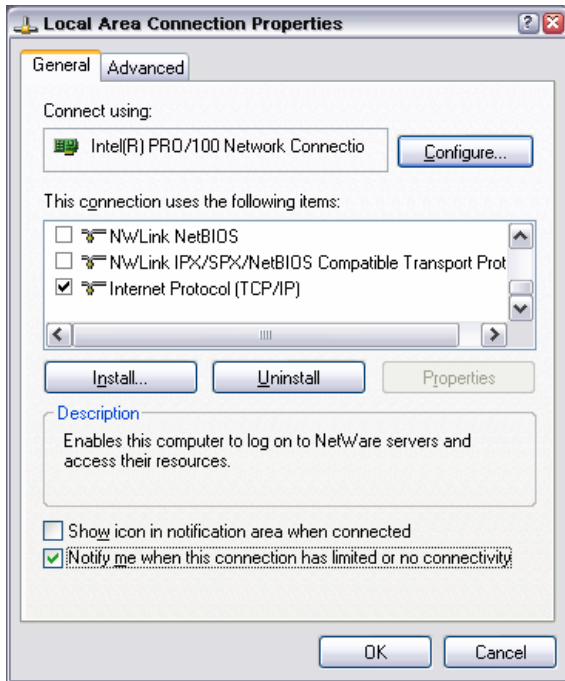 Local Area Connection Properties
General
Advanced
Connect using:
Intel(R) PRO/100 Network Connectio
Configure...
This connection uses the following items:
NWLink NetBIOS
NWLink IPX/SPX/NetBIOS Compatible Transport Prot
Internet Protocol (TCP/IP)
Install...
Uninstall
Properties
Description
Enables this computer to log on to NetWare servers and
access their resources.
Show icon in notification area when connected
Notify me when this connection has limited or no connectivity
OK
Cancel